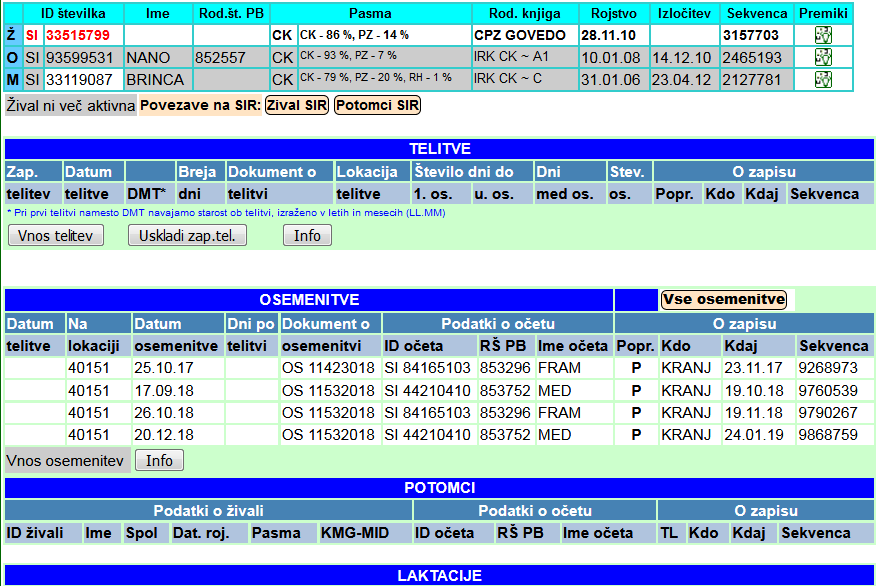 ID številka Ime Rod.št. PB Pasma Rod. knjiga Rojstvo Izločitev Sekvenca Premiki
Ž SI 33515799 CK CK - 86 %, PZ - 14 % CPZ GOVEDO 28.11.10 3157703
O SI 93599531 NANO 852557 CK CK - 93 %, PZ - 7 % IRK CK ~ A1 10.01.08 14.12.10 2465193
M SI 33119087 BRINCA CK CK - 79 %, PZ - 20 %, RH - 1 % IRK CK ~ C 31.01.06 23.04.12 2127781
Žival ni več aktivna Povezave na SIR: Zival SIR Potomci SIR
TELITVE
Zap. Datum Breja Dokument o Lokacija Število dni do Dni Stev. O zapisu
telitev telitve DMT* dni telitvi telitve 1. os. u. os. med os. os. Popr. Kdo Kdaj Sekvenca
* Pri prvi telitvi namesto DMT navajamo starost ob telitvi, izraženo v letih in mesecih (LL.MM)
Vnos telitev Uskladi zap.tel. Info
OSEMENITVE Vse osemenitve
Datum Na Datum Dni po Dokument o Podatki o očetu O zapisu
telitve lokaciji osemenitve telitvi osemenitvi ID očeta RŠ PB Ime očeta Popr. Kdo Kdaj Sekvenca
40151 25.10.17 OS 11423018 SI 84165103 853296 FRAM P KRANJ 23.11.17 9268973
40151 17.09.18 OS 11532018 SI 44210410 853752 MED P KRANJ 19.10.18 9760539
40151 26.10.18 OS 11532018 SI 84165103 853296 FRAM P KRANJ 19.11.18 9790267
40151 20.12.18 OS 11532018 SI 44210410 853752 MED P KRANJ 24.01.19 9868759
Vnos osemenitev Info
POTOMCI
Podatki o živali Podatki o očetu O zapisu
ID živali Ime Spol Dat. roj. Pasma KMG-MID ID očeta RŠ PB Ime očeta TL Kdo Kdaj Sekvenca
LAKTACIJE